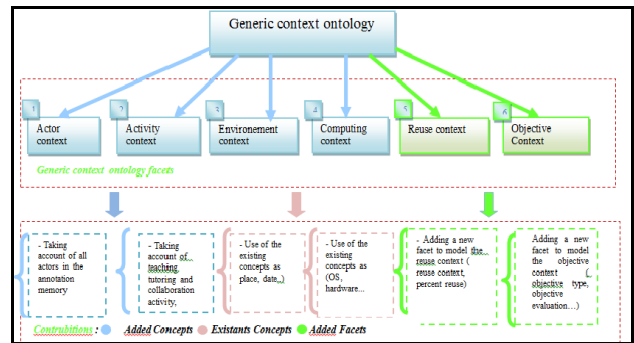 Generic context ontology
1
2
3
4
5
6
Actor
context
Activity
context
Environement
context
Computing
context
Reuse context
Objective
Context
Generic context ontology facets
- Taking
account of all
actors in the
annotation
memory
- Talcing
account of
teaching,
tutoring and
collaboration
activity,
- Use of the
existing
concepts as
place, date,,)
- Use of the
existing
concepts as
(OS,
hardware...
- Adding a new
facet to model the
reuse context (
reuse context,
percent reuse)
Adding a new
facet to model
the objective
context (
objective type,
objective
evaluation…)
Contrubitions : Added Concepts Existants Concepts Added Facets